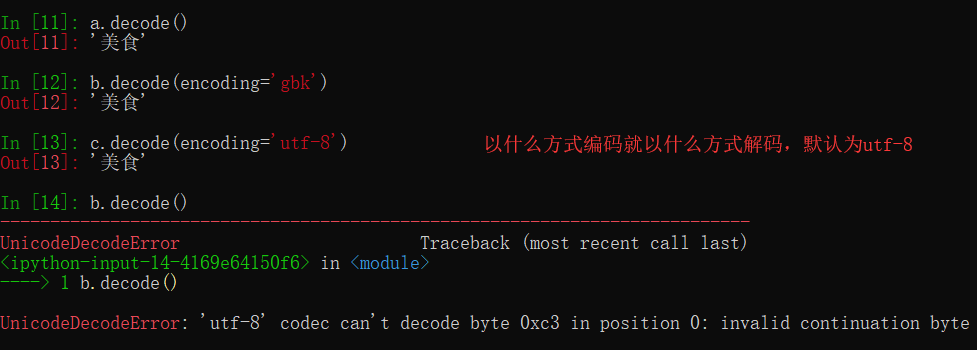 In [11]: a.decode()
Out[11]: '美食'
In [12]: b.decode(encoding='gbk')
Out[12]: '美食'
In [13]: c.decode(encoding='utf-8') 以什么方式编码就以什么方式解码，默认为utf-8
Out[13]: '美食'
In [14]: b.decode()
---------------------------------------------------------------------------
UnicodeDecodeError                        Traceback (most recent call last)
<ipython-input-14-4169e64150f6> in <module>
----> 1 b.decode()
UnicodeDecodeError: 'utf-8' codec can't decode byte 0xc3 in position 0: invalid continuation byte